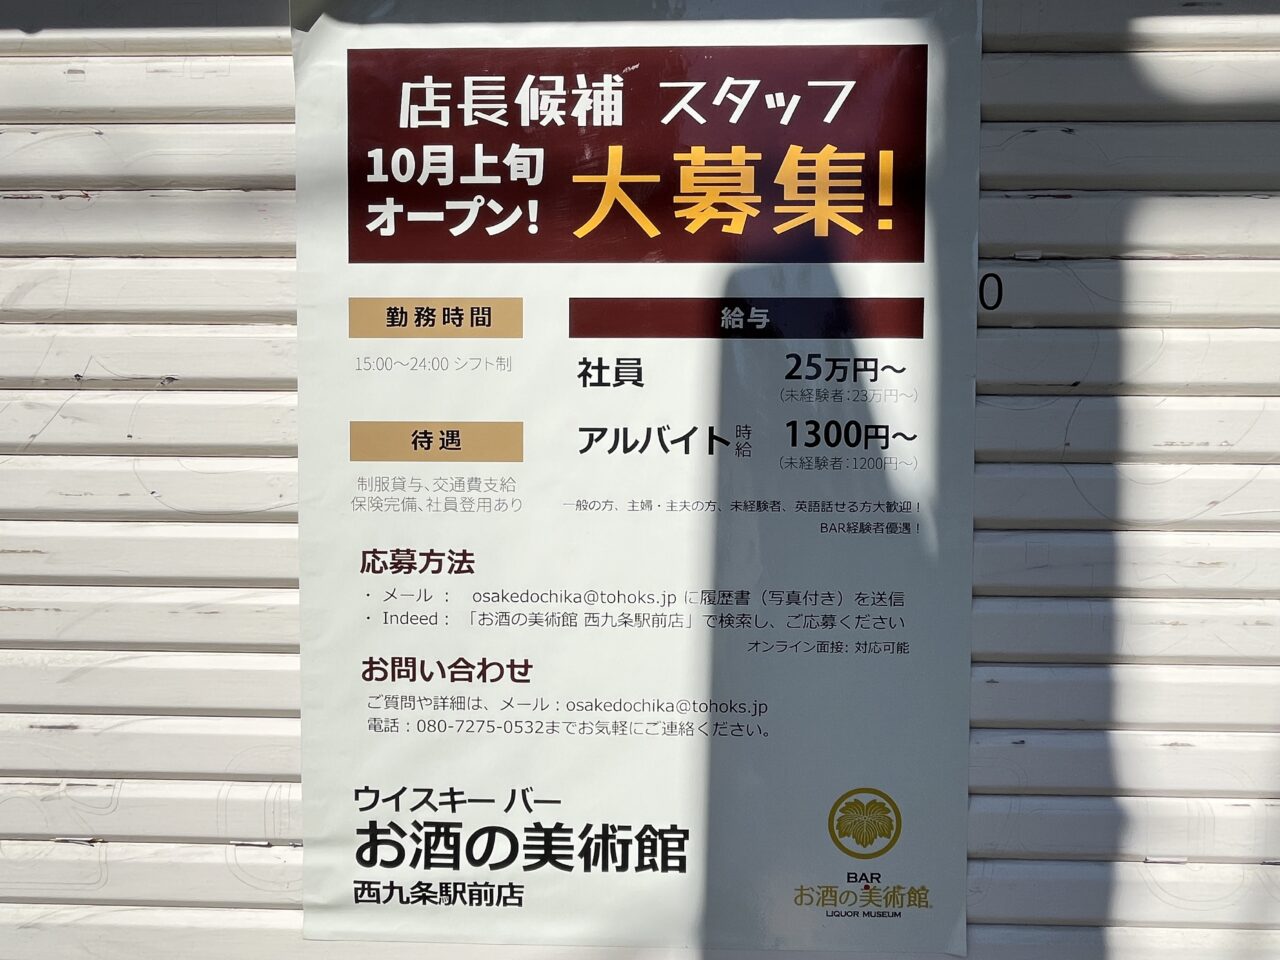 店長候補 スタッフ
10月上旬
オープン!
大募集!
勤務時間
15:00～24:00 シフト制
待遇
制服貸与、交通費支給
保険完備、社員登用あり
給与
社員 25万円～
（未経験者:23万円～）
アルバイト 時給 1300円～
（未経験者:1200円～）
一般の方、主婦・主夫の方、未経験者、英語話せる方大歓迎！
BAR経験者優遇！
応募方法
・メール： osakedochika@tohoks.jp に履歴書（写真付き）を送信
・Indeed：「お酒の美術館 西九条駅前店」で検索し、ご応募ください
オンライン面接: 対応可能
お問い合わせ
ご質問や詳細は、メール：osakedochika@tohoks.jp
電話：080-7275-0532までお気軽にご連絡ください。
ウイスキー バー
お酒の美術館
西九条駅前店
BAR
お酒の美術館
LIQUOR MUSEUM
0